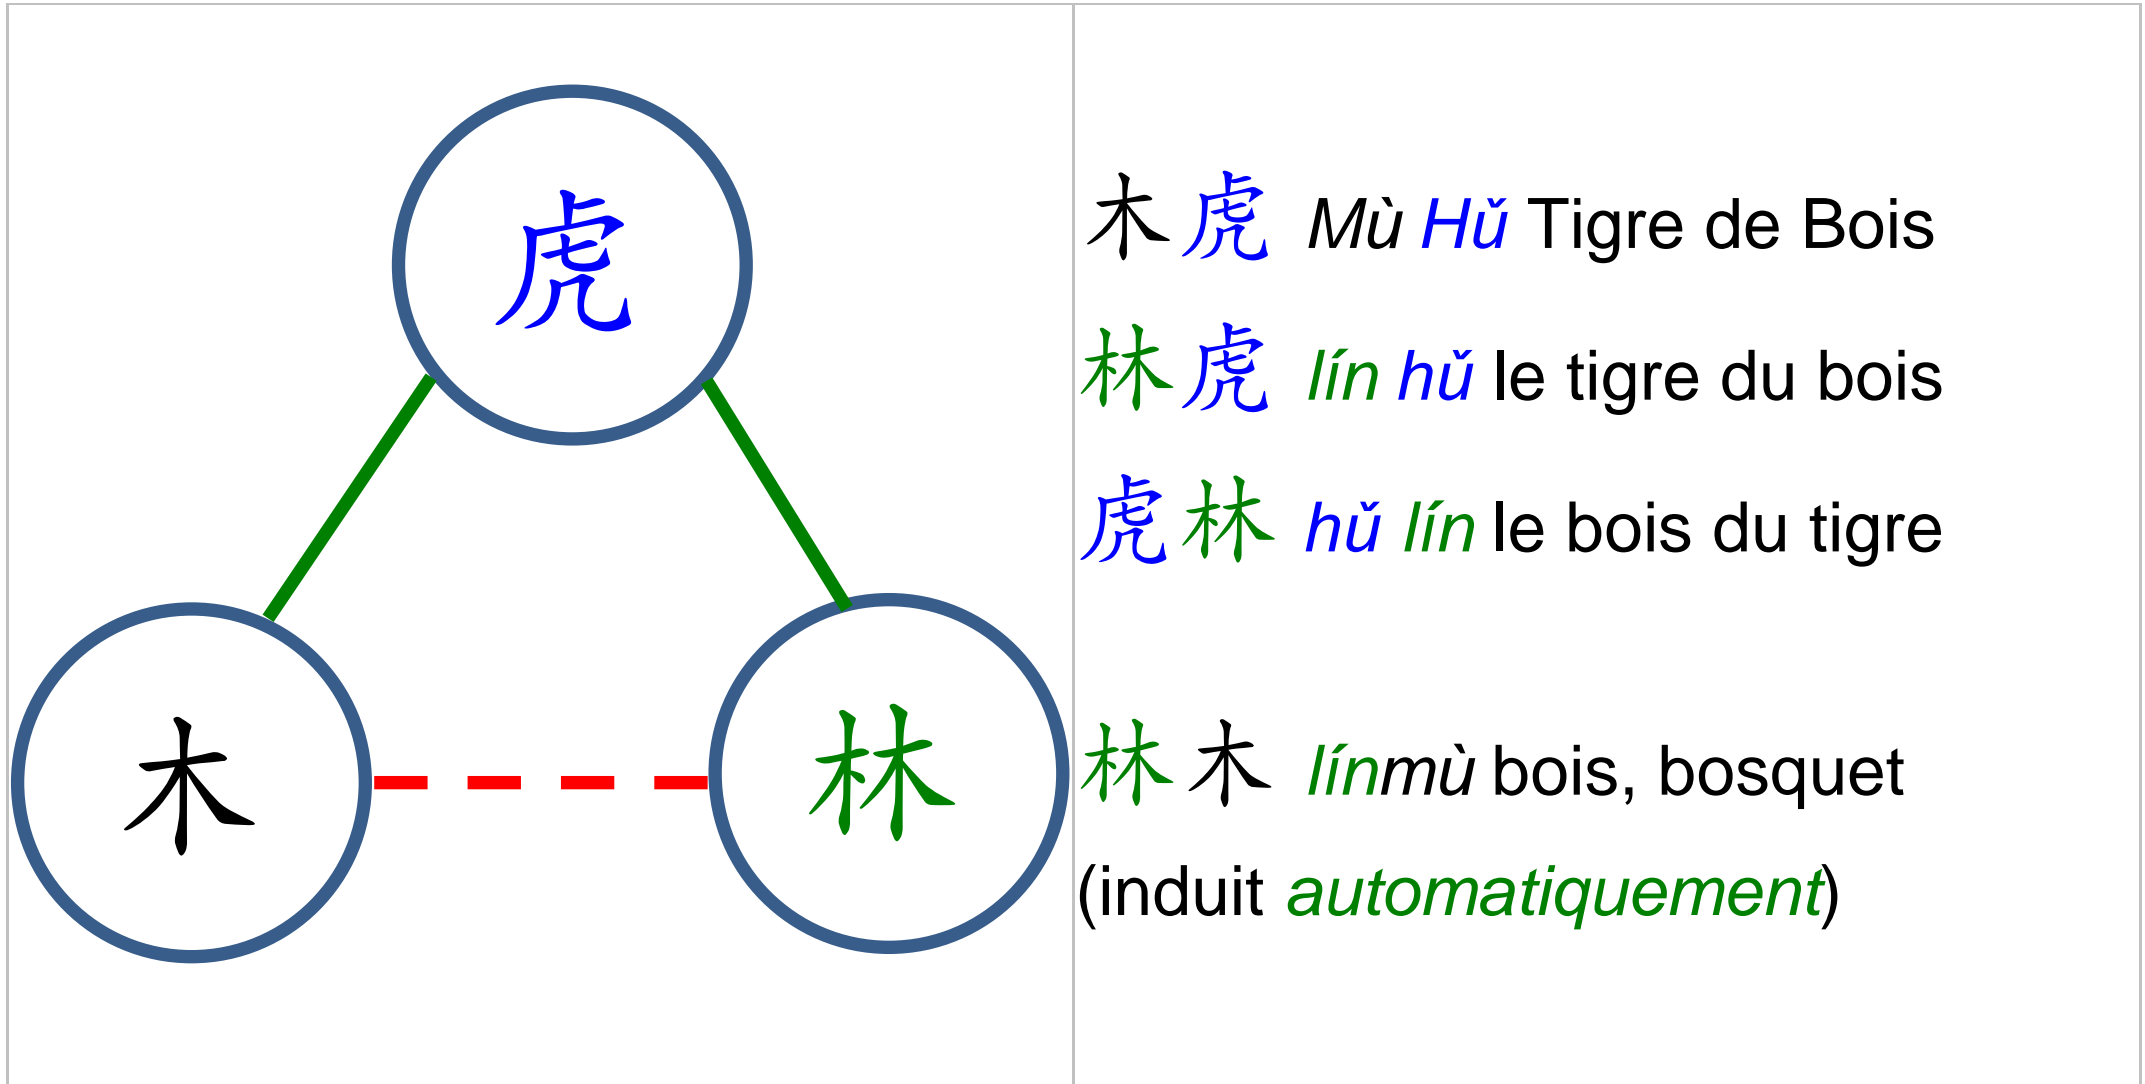 虎
木
林
木虎 Mù Hǔ Tigre de Bois
林虎 lín hǔ le tigre du bois
虎林 hǔ lín le bois du tigre
林木 línmù bois, bosquet
(induit automatiquement)